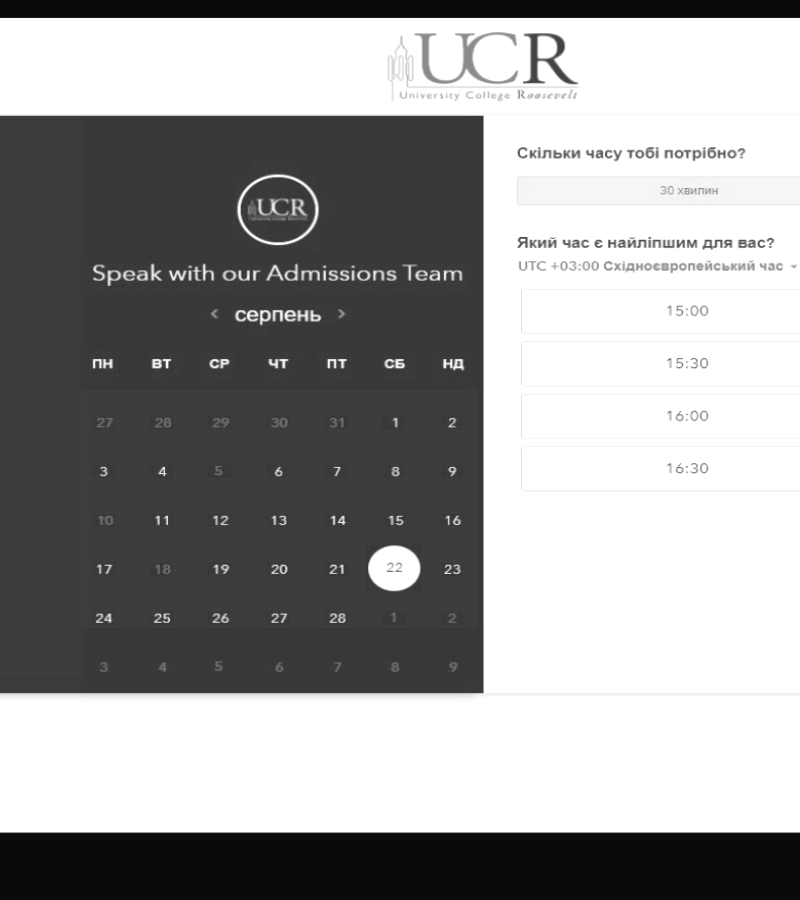 UCR
University College Roosevelt
UCR
Speak with our Admissions Team
< серпень >
ПН ВТ СР ЧТ ПТ СБ НД
27 28 29 30 31 1 2
3 4 5 6 7 8 9
10 11 12 13 14 15 16
17 18 19 20 21 22 23
24 25 26 27 28 1 2
3 4 5 6 7 8 9
Скільки часу тобі потрібно?
30 хвилин
Який час є найліпшим для вас?
UTC +03:00 Східноєвропейський час
15:00
15:30
16:00
16:30